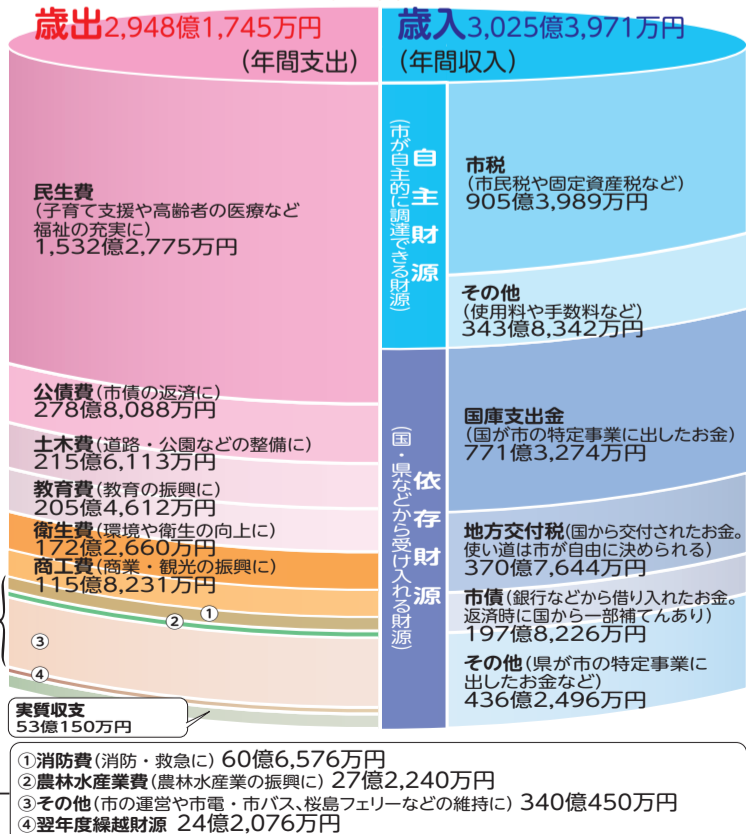 歳出2,948億1,745万円
(年間支出)
民生費
(子育て支援や高齢者の医療など
福祉の充実に)
1,532億2,775万円
公債費(市債の返済に)
278億8,088万円
土木費(道路・公園などの整備に)
215億6,113万円
教育費(教育の振興に)
205億4,612万円
衛生費(環境や衛生の向上に)
172億2,660万円
商工費(商業・観光の振興に)
115億8,231万円
①
②
③
④
実質収支
53億150万円
歳入3,025億3,971万円
(年間収入)
自主財源
(市が自主的に調達できる財源)
市税
(市民税や固定資産税など)
905億3,989万円
その他
(使用料や手数料など)
343億8,342万円
依存財源
(国・県などから受け入れる財源)
国庫支出金
(国が市の特定事業に出したお金)
771億3,274万円
地方交付税(国から交付されたお金。
使い道は市が自由に決められる)
370億7,644万円
市債(銀行などから借り入れたお金。
返済時に国から一部補てんあり)
197億8,226万円
その他(県が市の特定事業に
出したお金など)
436億2,496万円
①消防費(消防・救急に) 60億6,576万円
②農林水産業費(農林水産業の振興に) 27億2,240万円
③その他(市の運営や市電・市バス、桜島フェリーなどの維持に) 340億450万円
④翌年度繰越財源 24億2,076万円